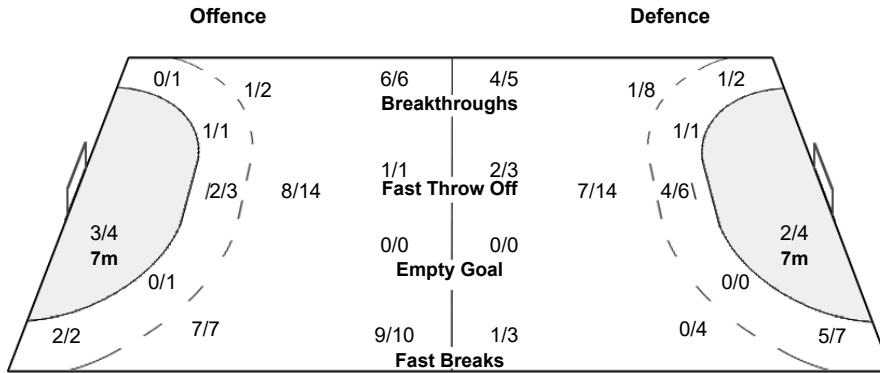 Offence Defence
0/1 1/2 6/6 4/5 1/8 1/2
Breakthroughs
1/1 1/1
1/1 2/3
2/3 8/14 Fast Throw Off 7/14 4/6
3/4 0/0 0/0 2/4
7m Empty Goal 7m
0/1 0/0
2/2 7/7 9/10 1/3 0/4 5/7
Fast Breaks